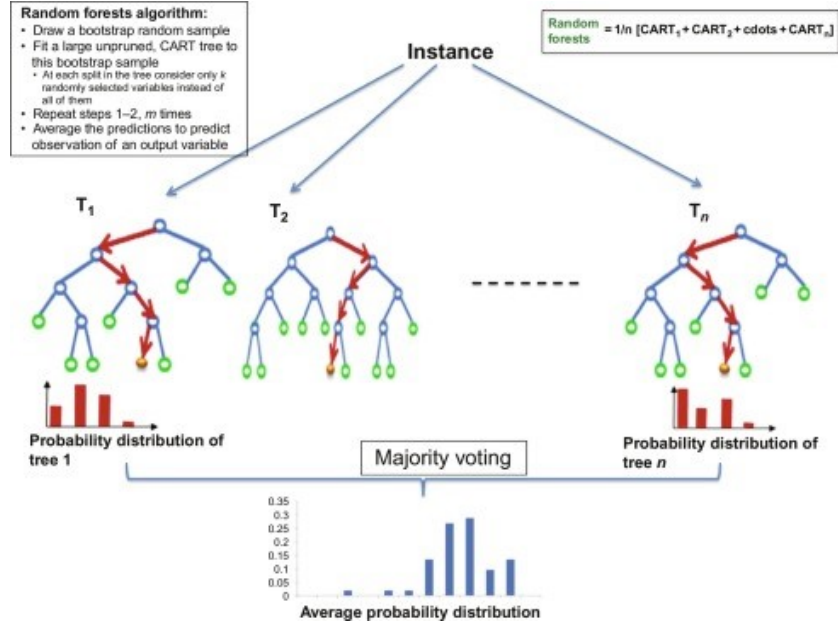 Random forests algorithm:
• Draw a bootstrap random sample
• Fit a large unpruned, CART tree to
this bootstrap sample
• At each split in the tree consider only k
randomly selected variables instead of
all of them
• Repeat steps 1–2, m times
• Average the predictions to predict
observation of an output variable
Instance
Random
forests = 1/n [CART₁ + CART₂ + cdots + CARTₙ]
T₁
T₂
Tₙ
Probability distribution of
tree 1
Probability distribution of
tree n
Majority voting
0.35
0.3
0.25
0.2
0.15
0.1
0.05
0
Average probability distribution